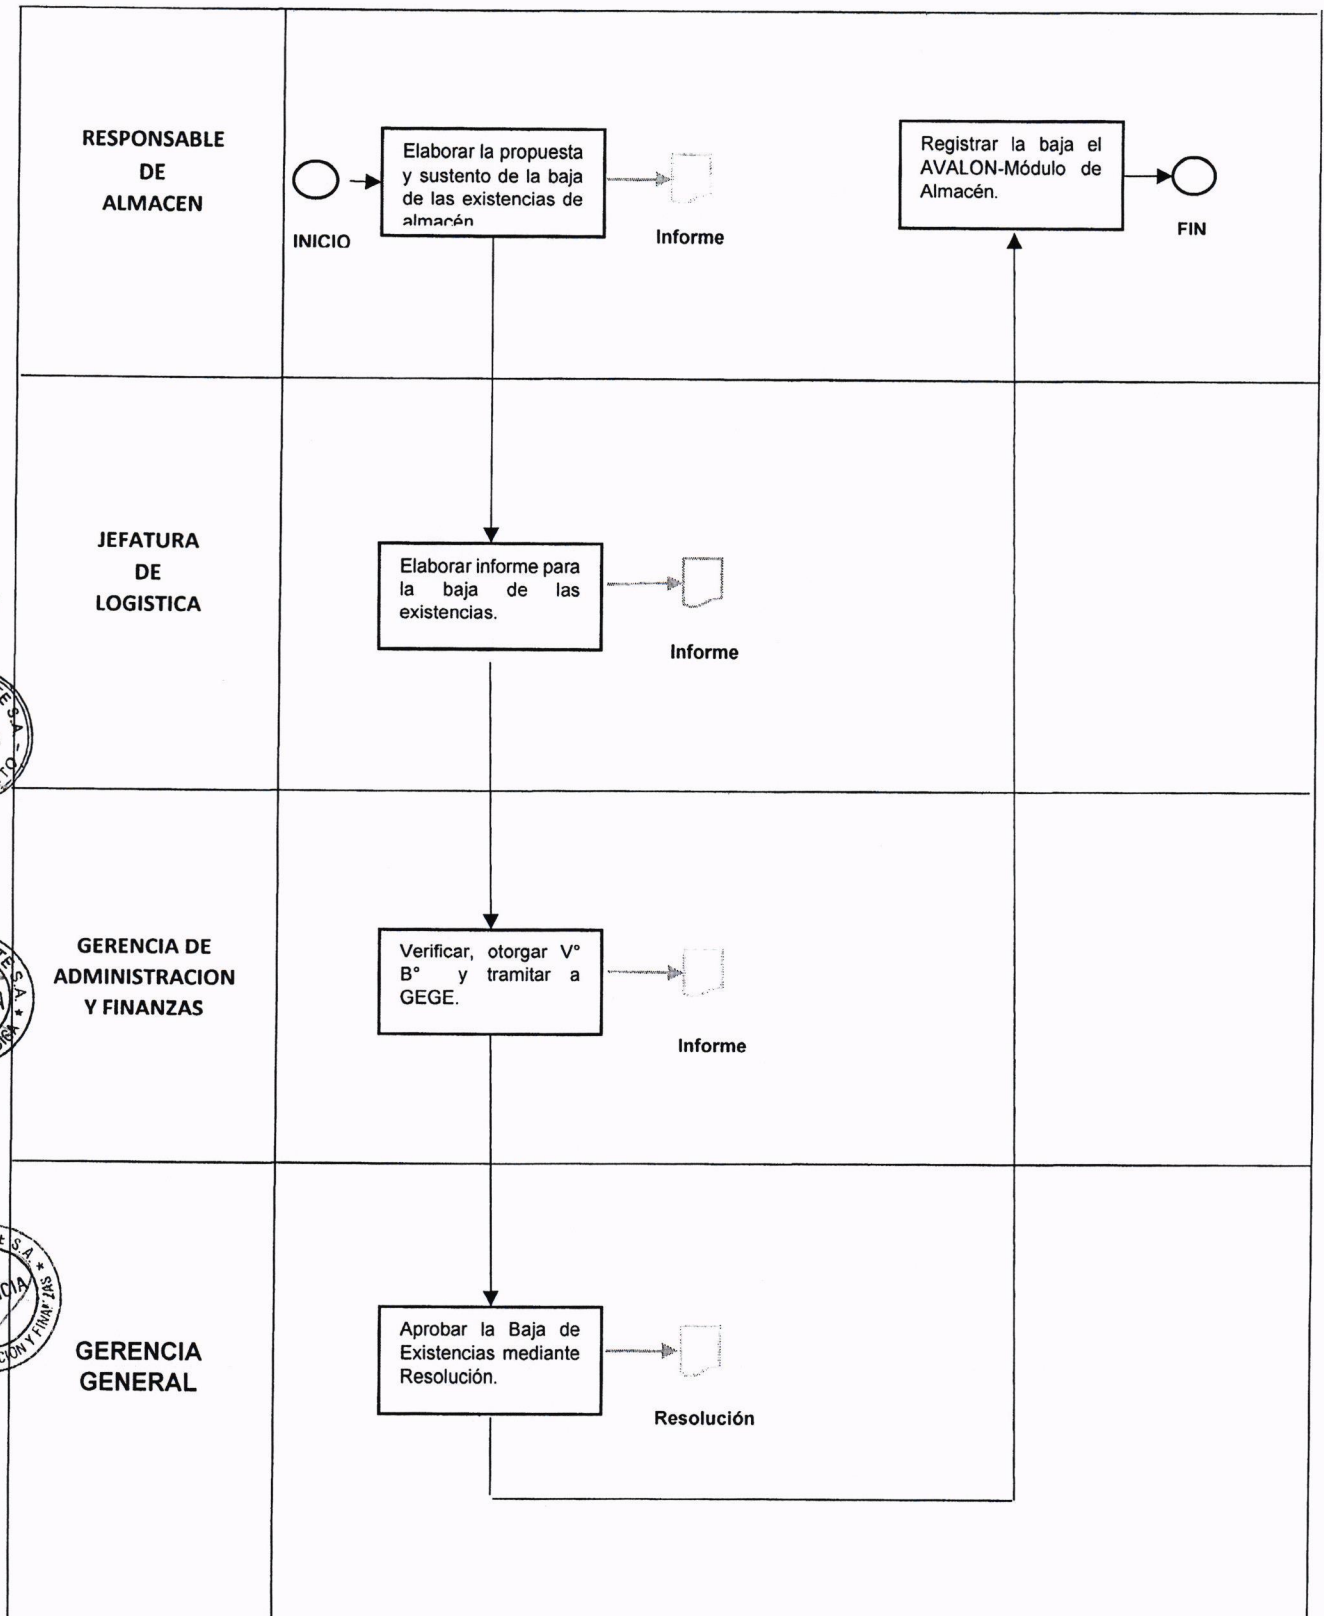 RESPONSABLE
DE
ALMACEN
INICIO
Elaborar la propuesta
y sustento de la baja
de las existencias de
almacén
Informe
Registrar la baja el
AVALON-Módulo de
Almacén.
FIN
JEFATURA
DE
LOGISTICA
Elaborar informe para
la baja de las
existencias.
Informe
GERENCIA DE
ADMINISTRACION
Y FINANZAS
Verificar, otorgar V°
B° y tramitar a
GEGE.
Informe
GERENCIA
GENERAL
Aprobar la Baja de
Existencias mediante
Resolución.
Resolución
S.A.
S.A. *
S.A. *
Y FINANZAS